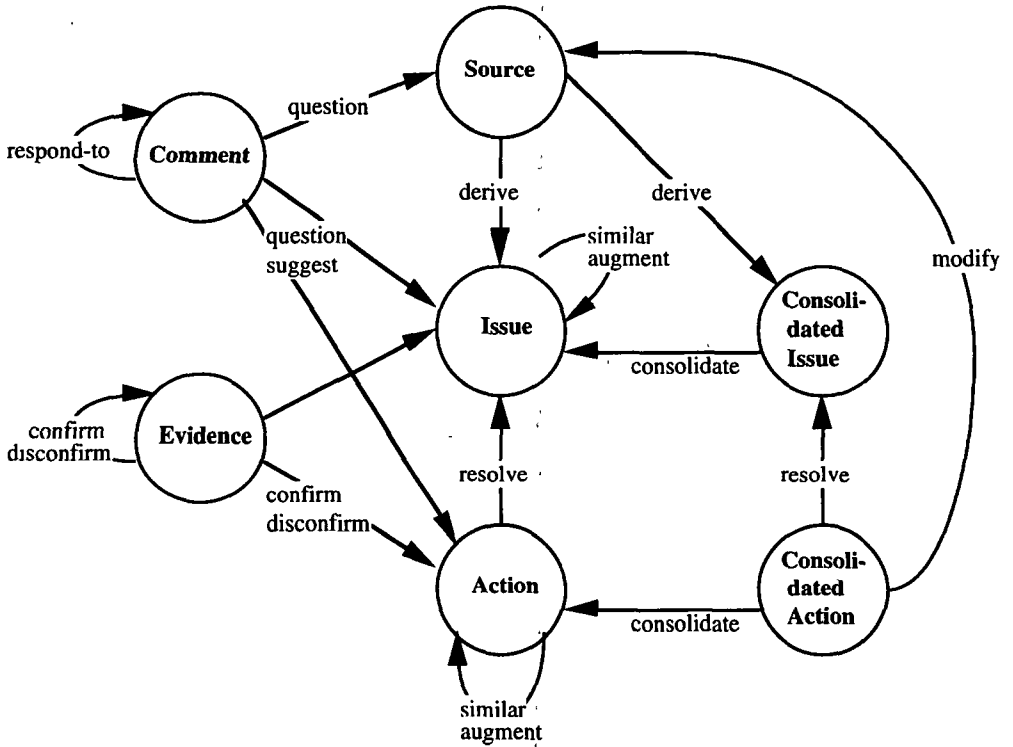 Source
question
Comment
respond-to
derive
derive
question
suggest
similar
augment
modify
Issue
Consoli-
dated
Issue
consolidate
confirm
disconfirm
Evidence
resolve
resolve
confirm
disconfirm
Action
Consoli-
dated
Action
consolidate
similar
augment